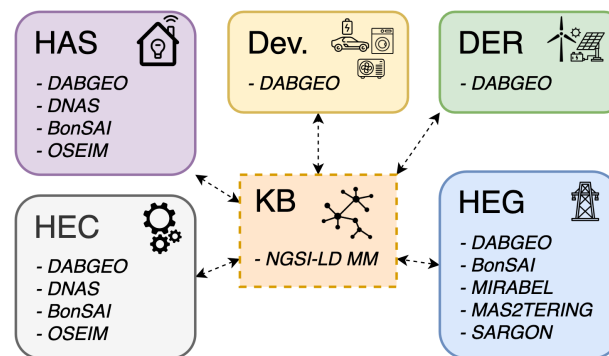 HAS
- DABGEO
- DNAS
- BonSAI
- OSEIM
Dev.
- DABGEO
DER
- DABGEO
HEC
- DABGEO
- DNAS
- BonSAI
- OSEIM
KB
- NGSI-LD MM
HEG
- DABGEO
- BonSAI
- MIRABEL
- MAS2TERING
- SARGON